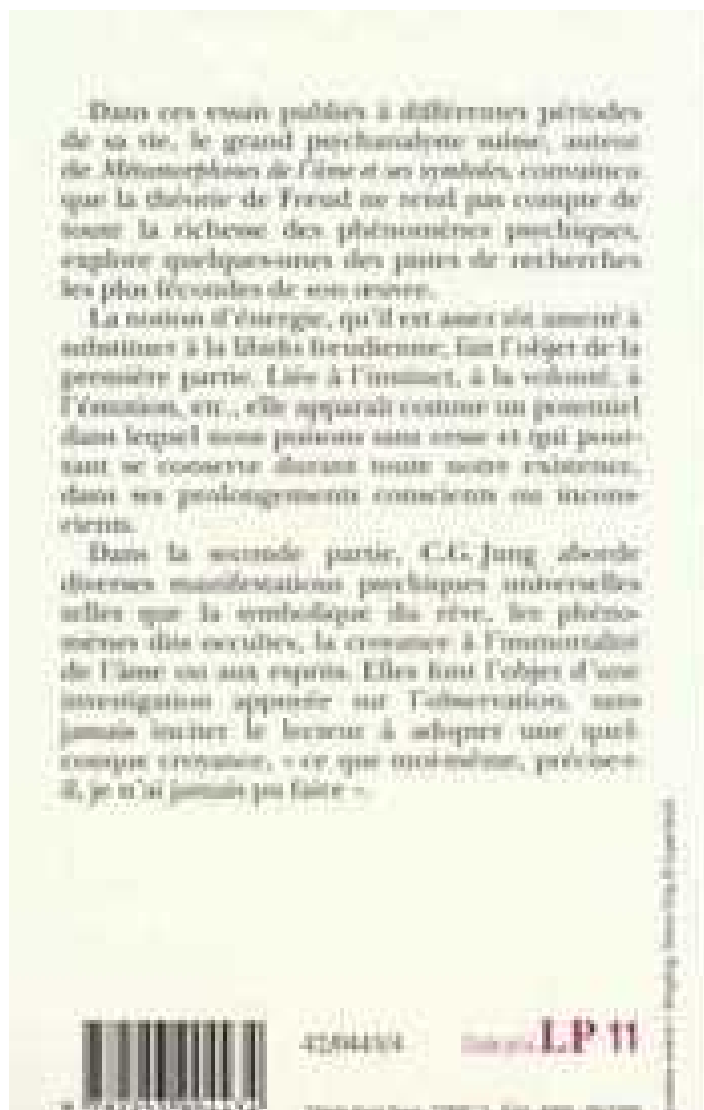 Dans ces essais publiés à différentes périodes
de sa vie, le grand psychanalyste suisse, auteur
de Métamorphoses de l'âme et ses symboles, convaincu
que la théorie de Freud ne rend pas compte de
toute la richesse des phénomènes psychiques,
explore quelques-unes des pistes de recherches
les plus fécondes de son œuvre.
La notion d'énergie, qu'il est assez tôt amené à
substituer à la libido freudienne, fait l'objet de la
première partie. Liée à l'instinct, à la volonté, à
l'émotion, etc., elle apparaît comme un potentiel
dans lequel nous puisons sans cesse et qui pour-
tant se conserve durant toute notre existence,
dans ses prolongements conscients ou incons-
cients.
Dans la seconde partie, C.G. Jung aborde
diverses manifestations psychiques universelles
telles que la symbolique du rêve, les phéno-
mènes dits occultes, la croyance à l'immortalité
de l'âme ou aux esprits. Elles font l'objet d'une
investigation appuyée sur l'observation, sans
jamais inciter le lecteur à adopter une quel-
conque croyance, « ce que moi-même, précise-t-
il, je n'ai jamais pu faire ».
LP 11